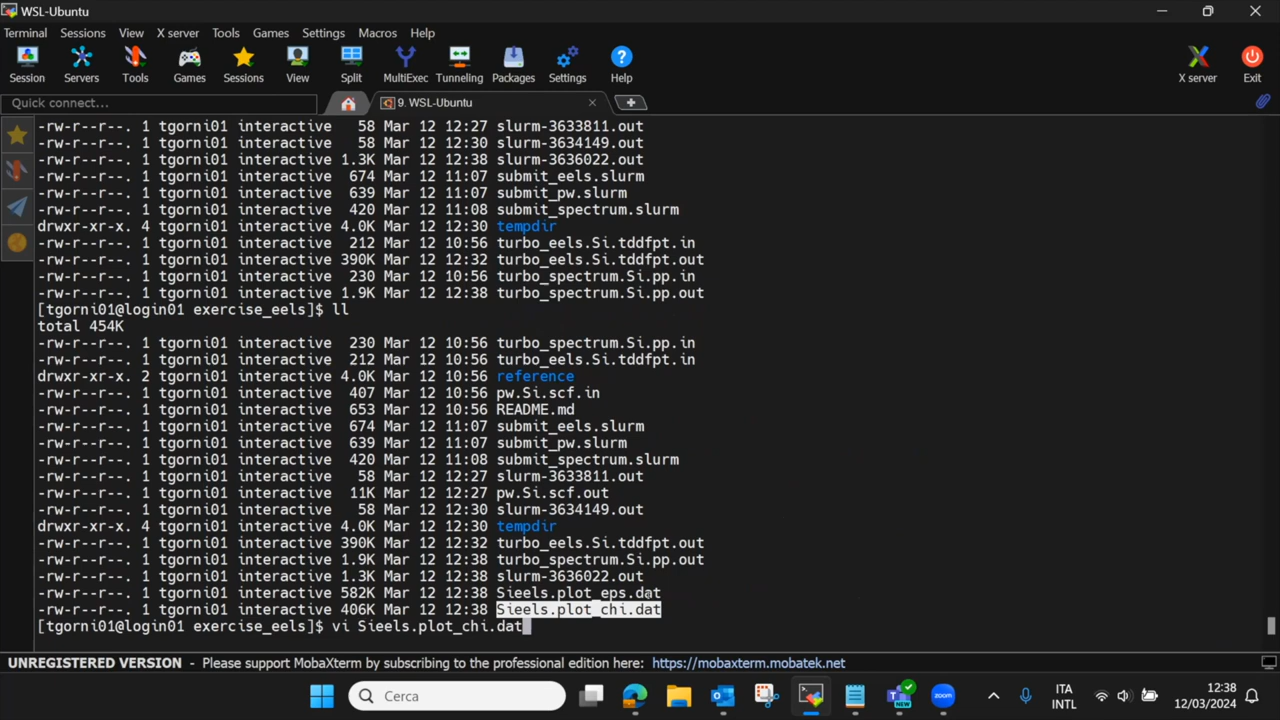 WSL-Ubuntu
Terminal Sessions View X server Tools Games Settings Macros Help
Session Servers Tools Games Sessions View Split MultiExec Tunneling Packages Settings Help X server Exit
Quick connect...
9. WSL-Ubuntu
-rw-r--r--. 1 tgorni01 interactive 58 Mar 12 12:27 slurm-3633811.out
-rw-r--r--. 1 tgorni01 interactive 58 Mar 12 12:30 slurm-3634149.out
-rw-r--r--. 1 tgorni01 interactive 1.3K Mar 12 12:38 slurm-3636022.out
-rw-r--r--. 1 tgorni01 interactive 674 Mar 12 11:07 submit_eels.slurm
-rw-r--r--. 1 tgorni01 interactive 639 Mar 12 11:07 submit_pw.slurm
-rw-r--r--. 1 tgorni01 interactive 420 Mar 12 11:08 submit_spectrum.slurm
drwxr-xr-x. 4 tgorni01 interactive 4.0K Mar 12 12:30 tempdir
-rw-r--r--. 1 tgorni01 interactive 212 Mar 12 10:56 turbo_eels.Si.tddfpt.in
-rw-r--r--. 1 tgorni01 interactive 390K Mar 12 12:32 turbo_eels.Si.tddfpt.out
-rw-r--r--. 1 tgorni01 interactive 230 Mar 12 10:56 turbo_spectrum.Si.pp.in
-rw-r--r--. 1 tgorni01 interactive 1.9K Mar 12 12:38 turbo_spectrum.Si.pp.out
[tgorni01@login01 exercise_eels]$ ll
total 454K
-rw-r--r--. 1 tgorni01 interactive 230 Mar 12 10:56 turbo_spectrum.Si.pp.in
-rw-r--r--. 1 tgorni01 interactive 212 Mar 12 10:56 turbo_eels.Si.tddfpt.in
drwxr-xr-x. 2 tgorni01 interactive 4.0K Mar 12 10:56 reference
-rw-r--r--. 1 tgorni01 interactive 407 Mar 12 10:56 pw.Si.scf.in
-rw-r--r--. 1 tgorni01 interactive 653 Mar 12 10:56 README.md
-rw-r--r--. 1 tgorni01 interactive 674 Mar 12 11:07 submit_eels.slurm
-rw-r--r--. 1 tgorni01 interactive 639 Mar 12 11:07 submit_pw.slurm
-rw-r--r--. 1 tgorni01 interactive 420 Mar 12 11:08 submit_spectrum.slurm
-rw-r--r--. 1 tgorni01 interactive 58 Mar 12 12:27 slurm-3633811.out
-rw-r--r--. 1 tgorni01 interactive 11K Mar 12 12:27 pw.Si.scf.out
-rw-r--r--. 1 tgorni01 interactive 58 Mar 12 12:30 slurm-3634149.out
drwxr-xr-x. 4 tgorni01 interactive 4.0K Mar 12 12:30 tempdir
-rw-r--r--. 1 tgorni01 interactive 390K Mar 12 12:32 turbo_eels.Si.tddfpt.out
-rw-r--r--. 1 tgorni01 interactive 1.9K Mar 12 12:38 turbo_spectrum.Si.pp.out
-rw-r--r--. 1 tgorni01 interactive 1.3K Mar 12 12:38 slurm-3636022.out
-rw-r--r--. 1 tgorni01 interactive 582K Mar 12 12:38 Sieels.plot_eps.dat
-rw-r--r--. 1 tgorni01 interactive 406K Mar 12 12:38 Sieels.plot_chi.dat
[tgorni01@login01 exercise_eels]$ vi Sieels.plot_chi.dat
UNREGISTERED VERSION - Please support MobaXterm by subscribing to the professional edition here: https://mobaxterm.mobatek.net
Cerca
zoom
ITA
INTL
12:38
12/03/2024